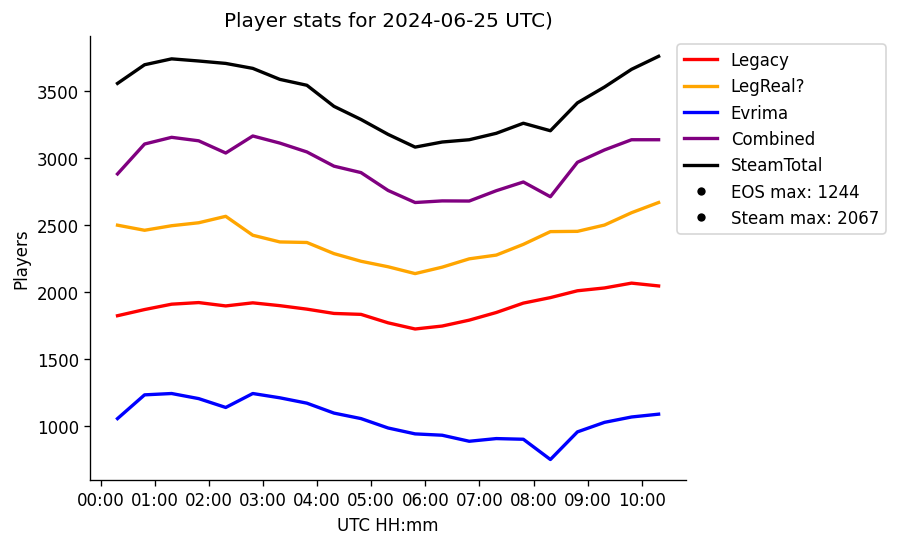 Player stats for 2024-06-25 UTC)
Legacy
LegReal?
Evrima
Combined
SteamTotal
EOS max: 1244
Steam max: 2067
Players
3500
3000
2500
2000
1500
1000
00:00 01:00 02:00 03:00 04:00 05:00 06:00 07:00 08:00 09:00 10:00
UTC HH:mm